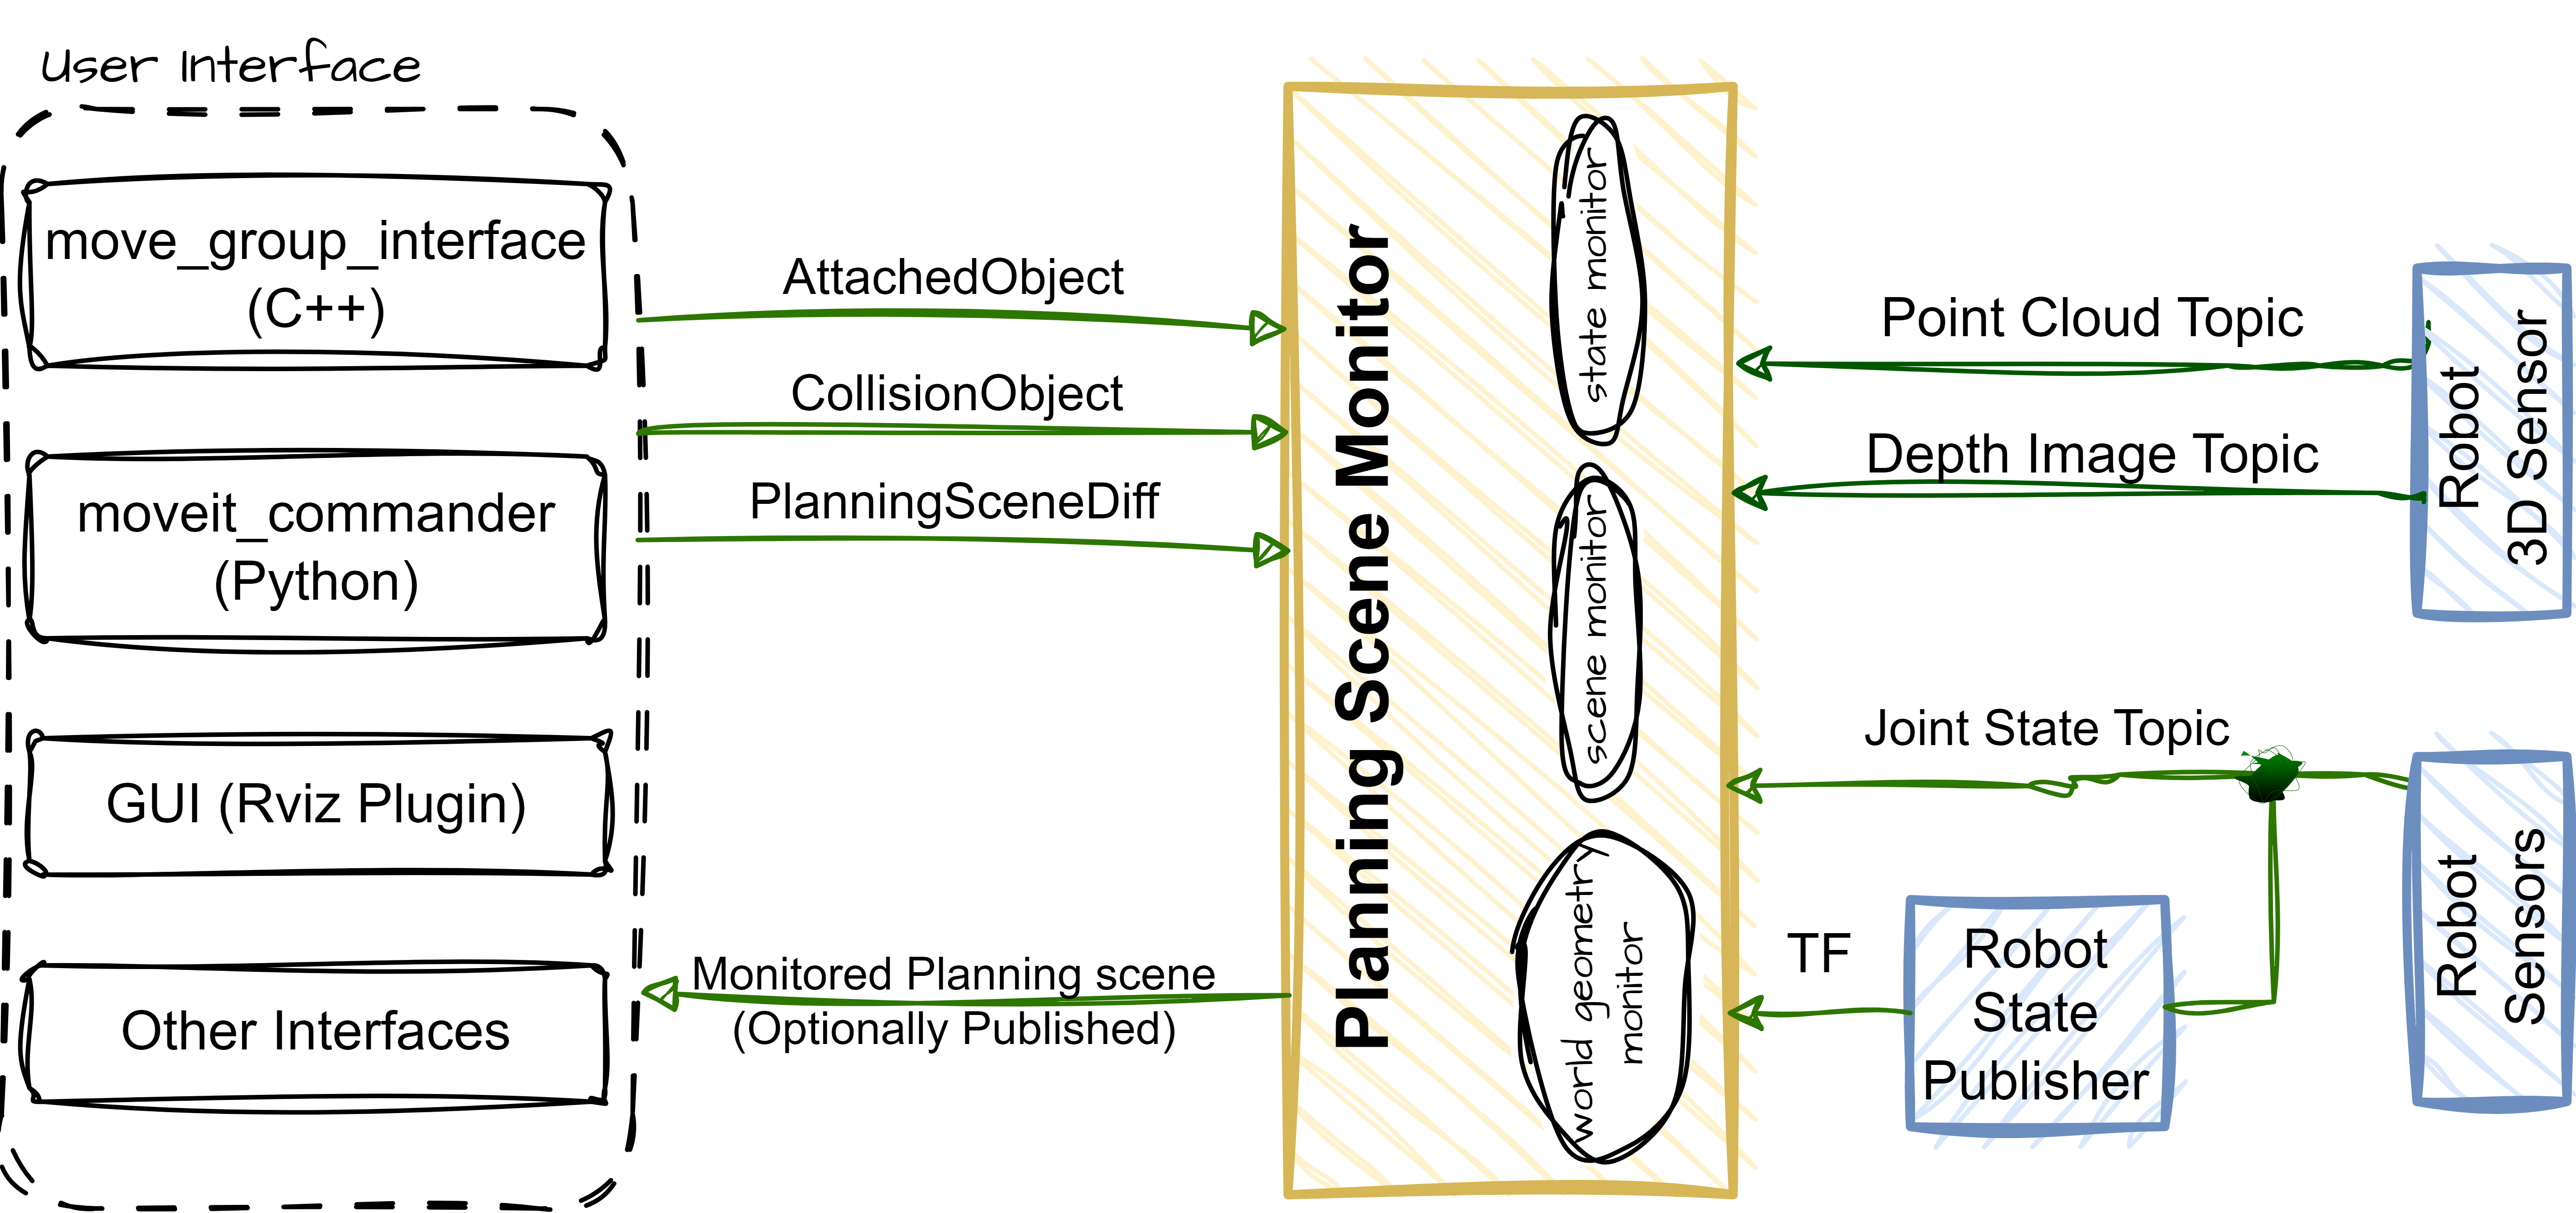 User Interface
move_group_interface
(C++)
moveit_commander
(Python)
GUI (Rviz Plugin)
Other Interfaces
AttachedObject
CollisionObject
PlanningSceneDiff
Monitored Planning scene
(Optionally Published)
Planning Scene Monitor
state monitor
scene monitor
world geometry
monitor
Point Cloud Topic
Depth Image Topic
Joint State Topic
TF
Robot
State
Publisher
Robot
3D Sensor
Robot
Sensors